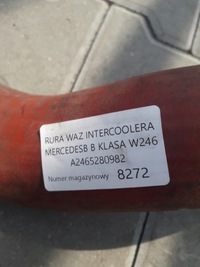 RURA WAZ INTERCOOLERA
MERCEDESB B KLASA W246
A2465280982
Numer magazynowy 8272